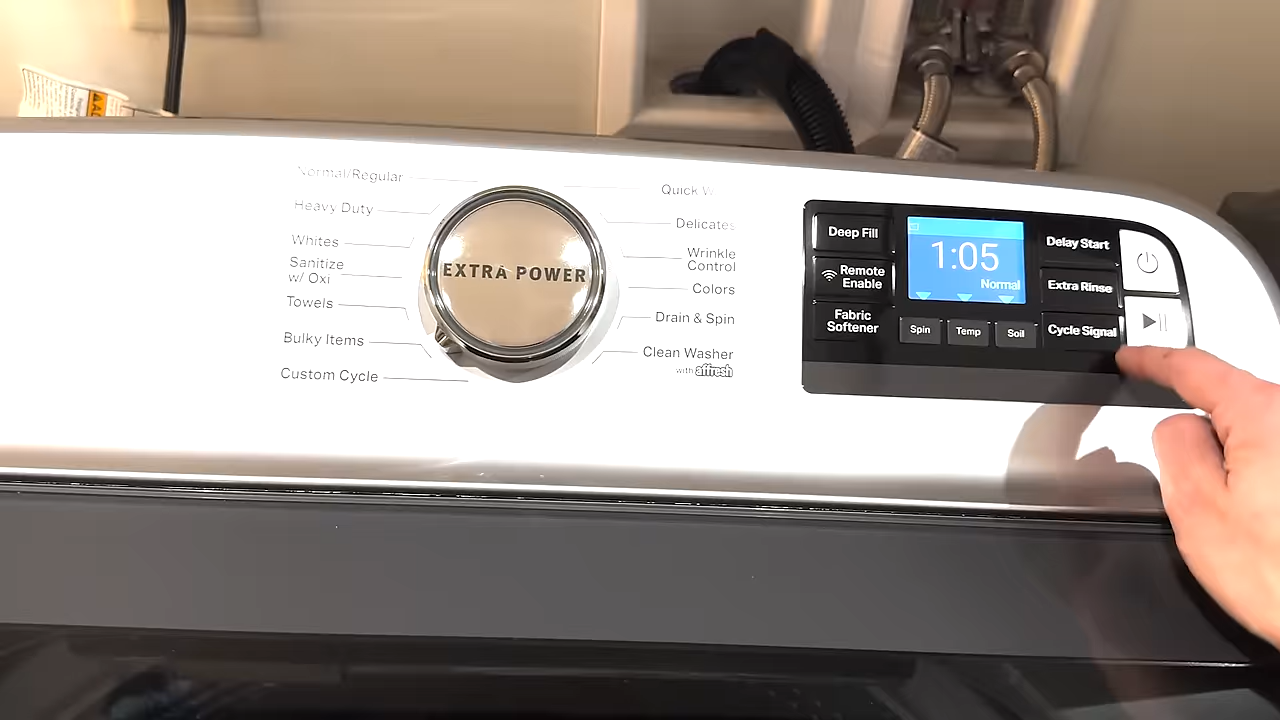 Normal/Regular
Heavy Duty
Whites
Sanitize
w/ Oxi
Towels
Bulky Items
Custom Cycle
EXTRA POWER
Quick W
Delicates
Wrinkle
Control
Colors
Drain & Spin
Clean Washer
with affresh
Deep Fill
Remote
Enable
Fabric
Softener
1:05
Normal
Spin
Temp
Soil
Delay Start
Extra Rinse
Cycle Signal